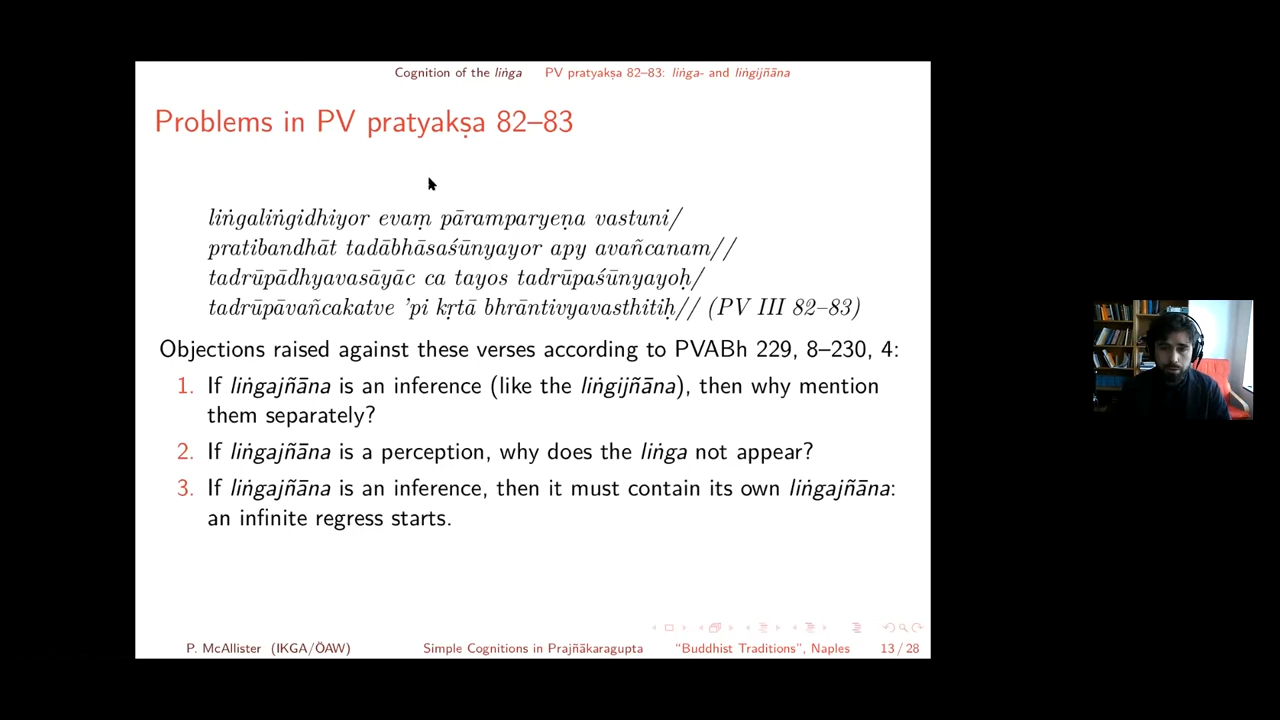 Cognition of the liṅga PV pratyakṣa 82–83: liṅga- and liṅgijñāna
Problems in PV pratyakṣa 82–83
liṅgaliṅgidhiyor evaṃ pāramparyeṇa vastuni/
pratibandhāt tadābhāsaśūnyayor apy avañcanam//
tadrūpādhyavasāyāc ca tayos tadrūpaśūnyayoḥ/
tadrūpāvañcakatve ’pi kṛtā bhrāntivyavasthitiḥ// (PV III 82–83)
Objections raised against these verses according to PVABh 229, 8–230, 4:
1. If liṅgajñāna is an inference (like the liṅgijñāna), then why mention
them separately?
2. If liṅgajñāna is a perception, why does the liṅga not appear?
3. If liṅgajñāna is an inference, then it must contain its own liṅgajñāna:
an infinite regress starts.
P. McAllister (IKGA/ÖAW) Simple Cognitions in Prajñākaragupta “Buddhist Traditions”, Naples 13 / 28